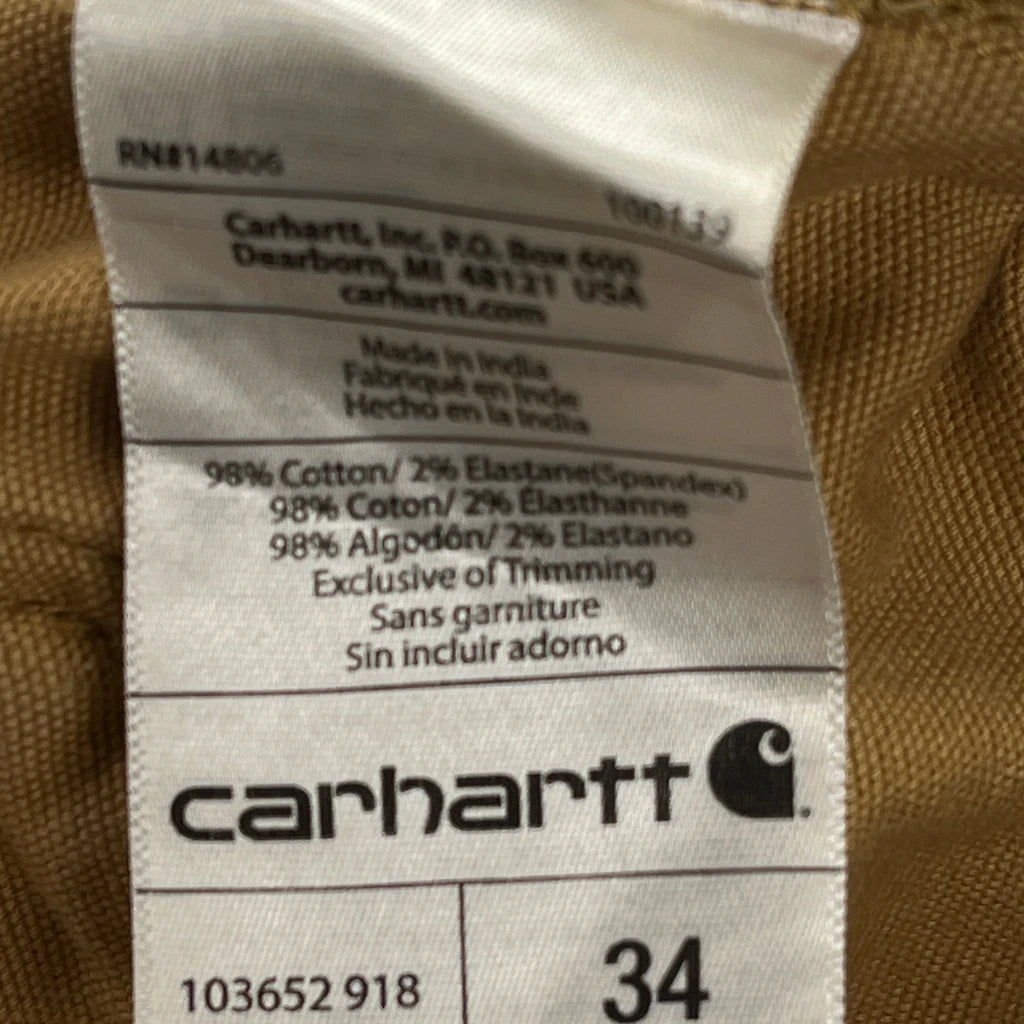 RN#14806
100139
Carhartt, Inc. P.O. Box 600
Dearborn, MI 48121 USA
carhartt.com
Made in India
Fabriqué en Inde
Hecho en la India
98% Cotton/ 2% Elastane(Spandex)
98% Coton/ 2% Élasthanne
98% Algodón/ 2% Elastano
Exclusive of Trimming
Sans garniture
Sin incluir adorno
carhartt
103652 918
34